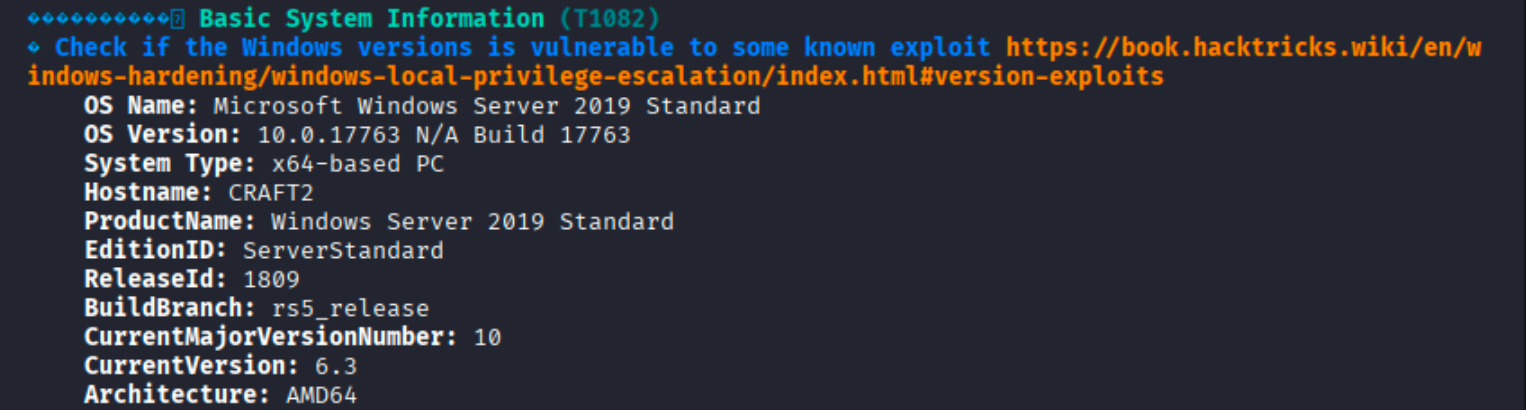 ������������ Basic System Information (T1082)
� Check if the Windows versions is vulnerable to some known exploit https://book.hacktricks.wiki/en/w
indows-hardening/windows-local-privilege-escalation/index.html#version-exploits
OS Name: Microsoft Windows Server 2019 Standard
OS Version: 10.0.17763 N/A Build 17763
System Type: x64-based PC
Hostname: CRAFT2
ProductName: Windows Server 2019 Standard
EditionID: ServerStandard
ReleaseId: 1809
BuildBranch: rs5_release
CurrentMajorVersionNumber: 10
CurrentVersion: 6.3
Architecture: AMD64